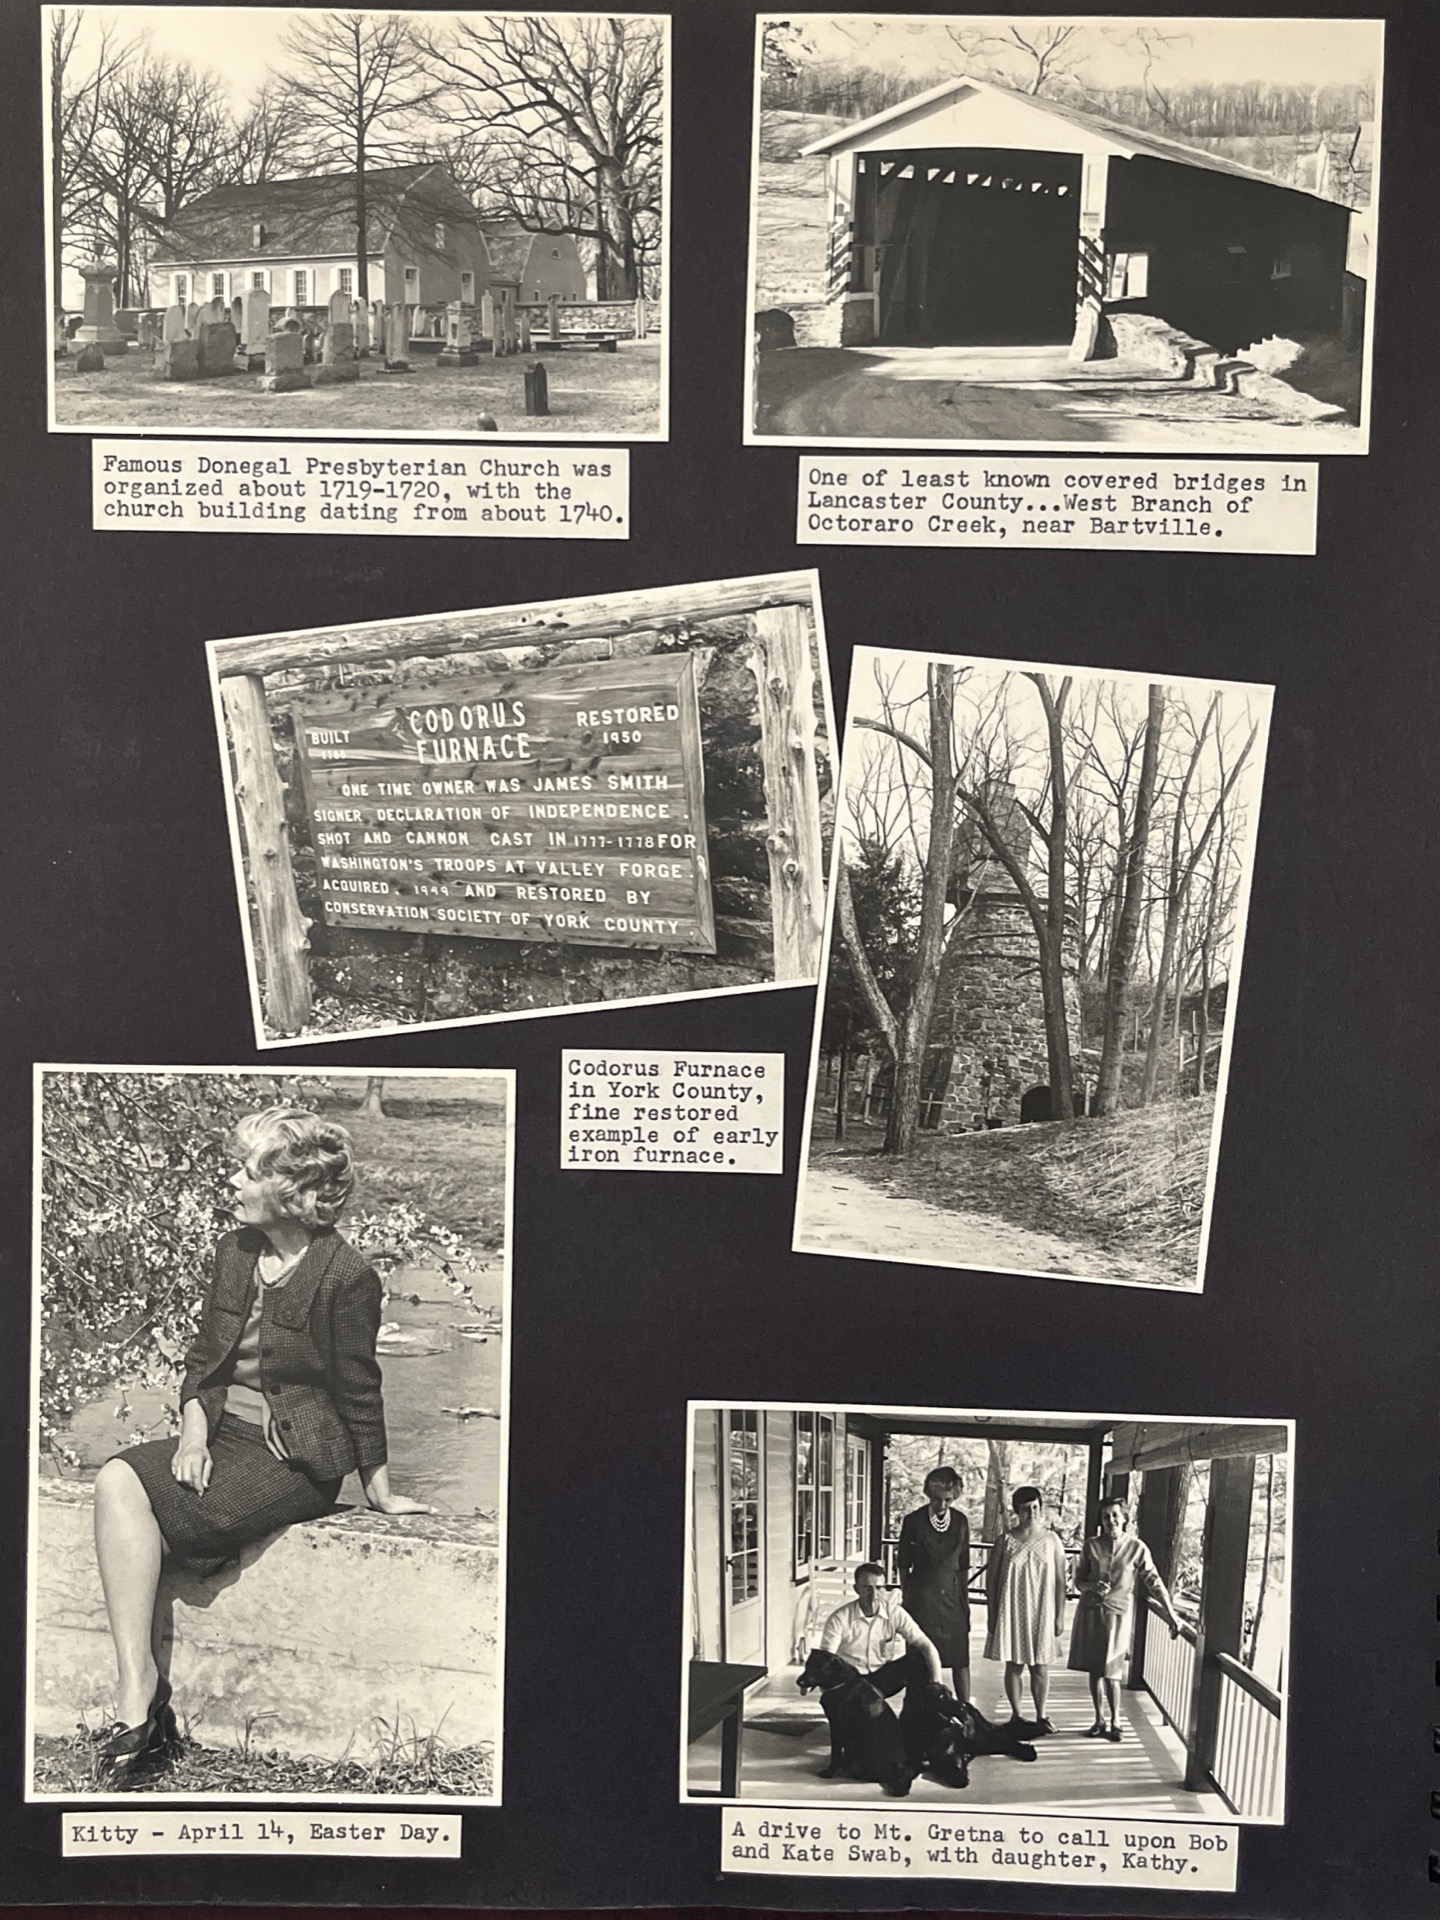 Famous Donegal Presbyterian Church was
organized about 1719-1720, with the
church building dating from about 1740.
One of least known covered bridges in
Lancaster County...West Branch of
Octoraro Creek, near Bartville.
CODORUS
FURNACE
BUILT
RESTORED
1950
ONE TIME OWNER WAS JAMES SMITH
SIGNER DECLARATION OF INDEPENDENCE.
SHOT AND CANNON CAST IN 1777-1778 FOR
WASHINGTON'S TROOPS AT VALLEY FORGE.
ACQUIRED. 1949 AND RESTORED BY
CONSERVATION SOCIETY OF YORK COUNTY.
Codorus Furnace
in York County,
fine restored
example of early
iron furnace.
Kitty - April 14, Easter Day.
A drive to Mt. Gretna to call upon Bob
and Kate Swab, with daughter, Kathy.